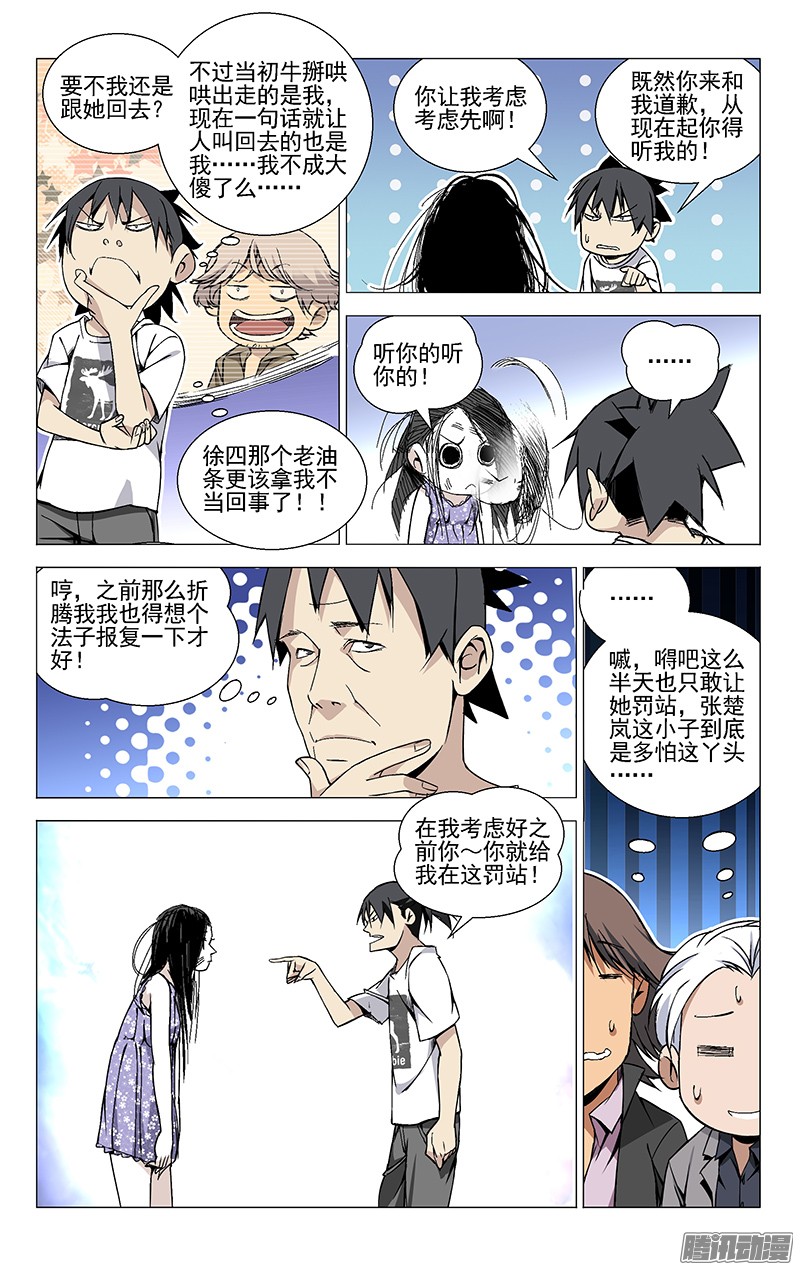 要不我还是
跟她回去？
不过当初牛掰哄
哄出走的是我，
现在一句话就让
人叫回去的也是
我……我不成大
傻了么……
徐四那个老油
条更该拿我不
当回事了！！
你让我考虑
考虑先啊！
既然你来和
我道歉，从
现在起你得
听我的！
听你的听
你的！
……
哼，之前那么折
腾我我也得想个
法子报复一下才
好！
……
嘁，嘚吧这么
半天也只敢让
她罚站，张楚
岚这小子到底
是多怕这丫头
……
在我考虑好之
前你～你就给
我在这罚站！
bie
腾讯动漫